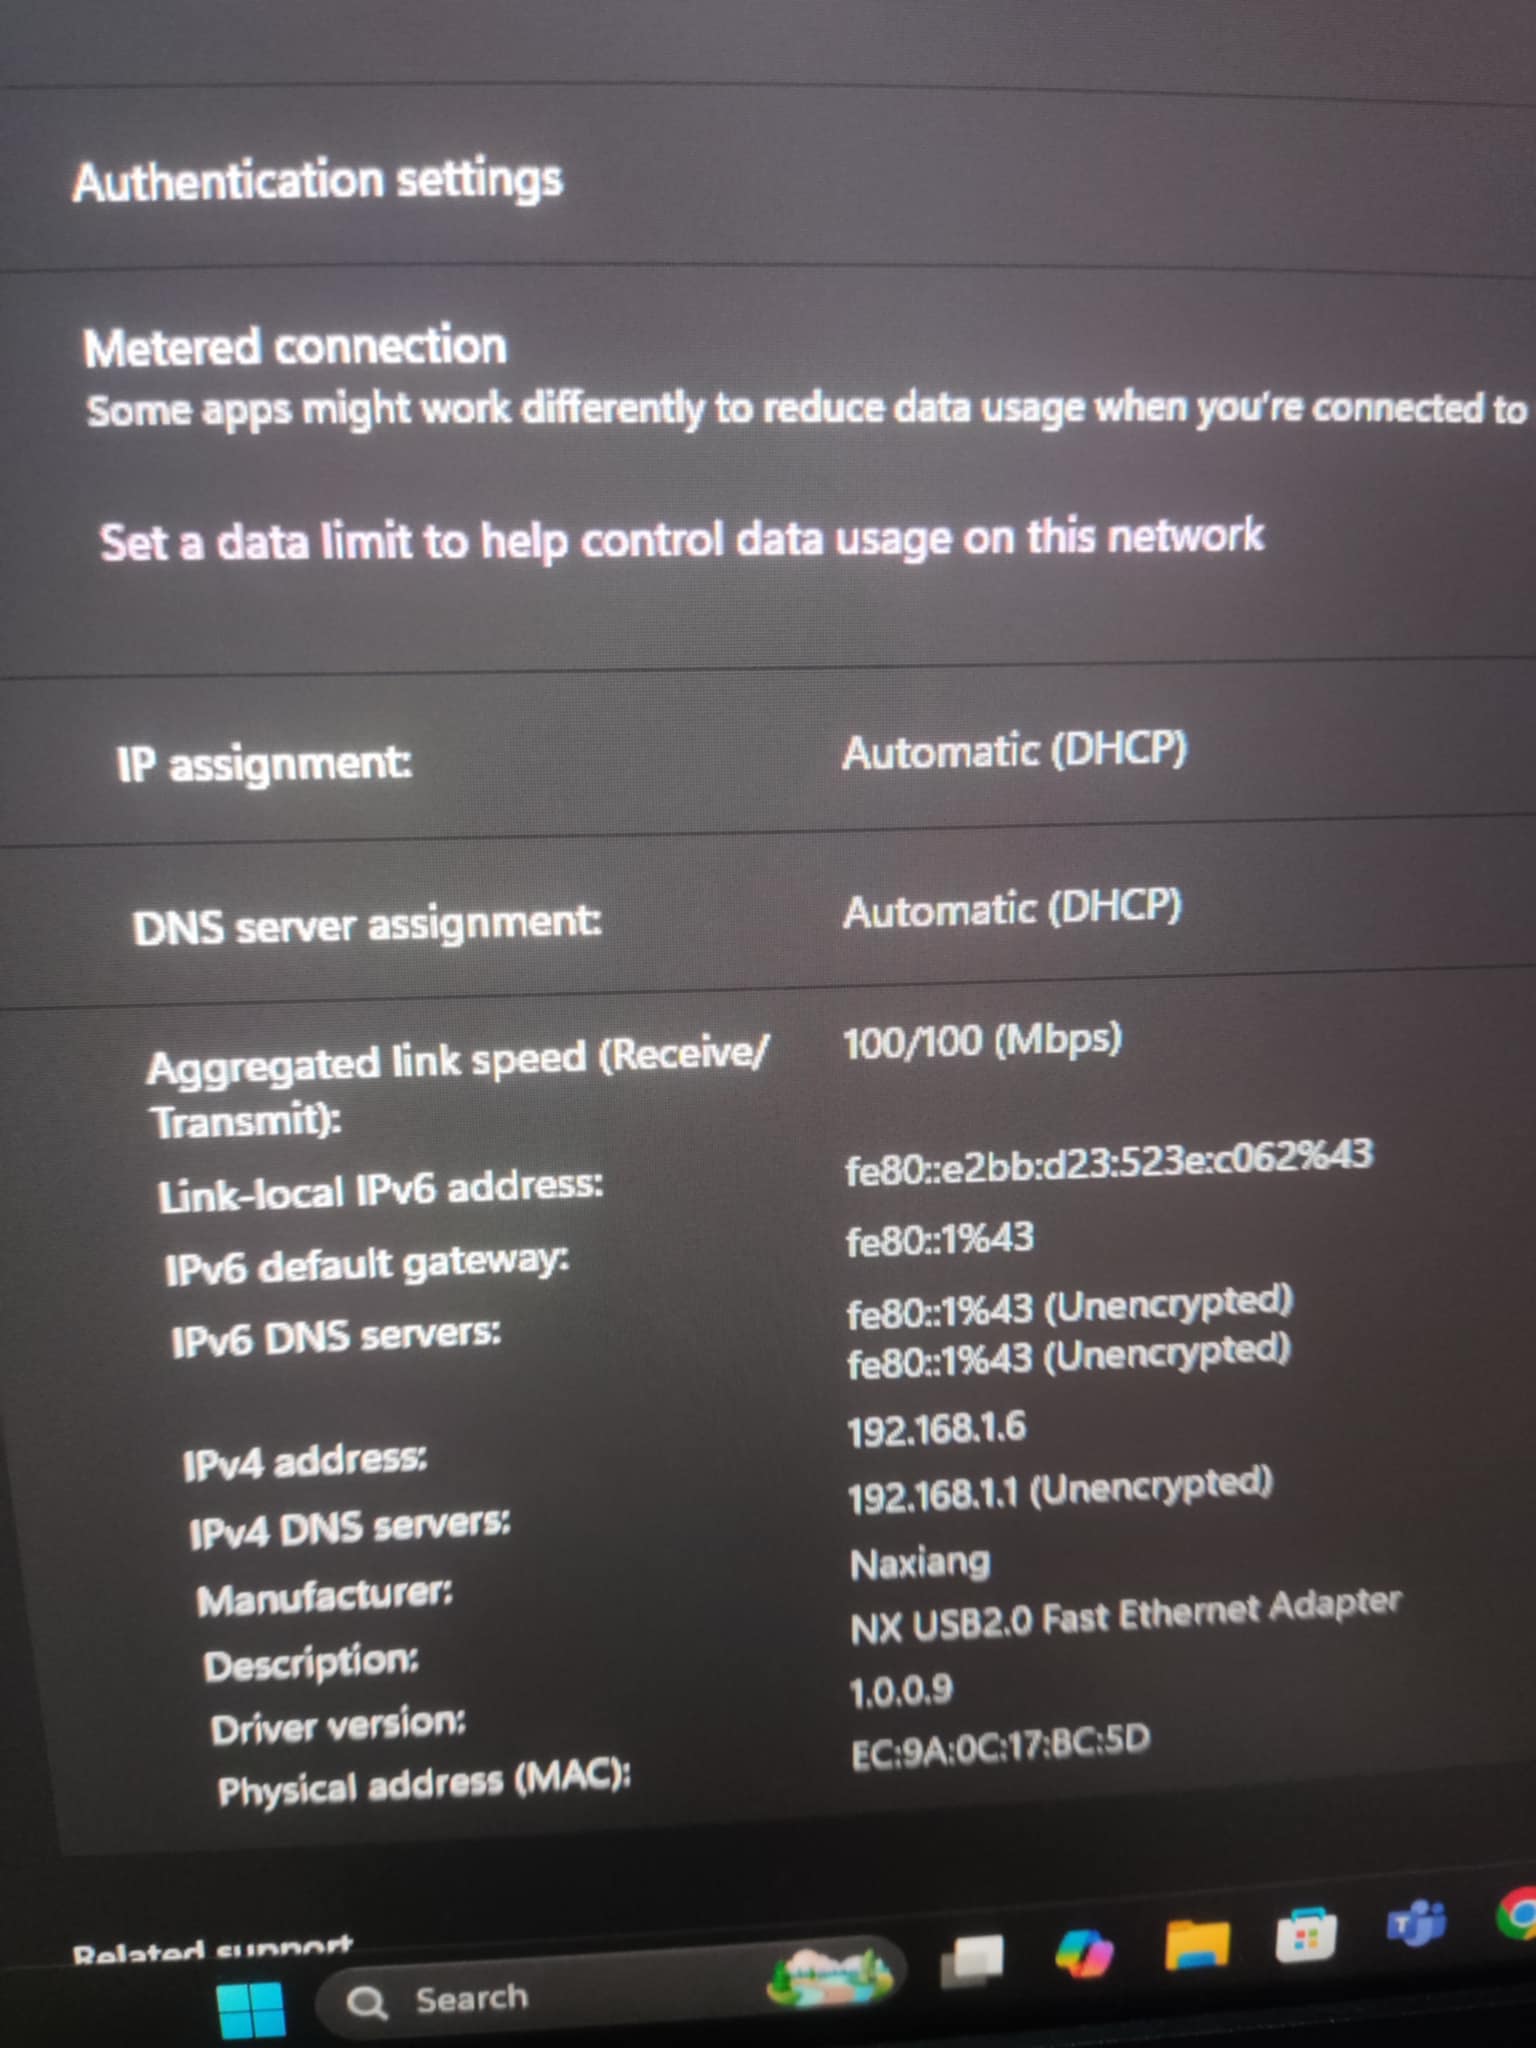 Authentication settings
Metered connection
Some apps might work differently to reduce data usage when you're connected to
Set a data limit to help control data usage on this network
IP assignment: Automatic (DHCP)
DNS server assignment: Automatic (DHCP)
Aggregated link speed (Receive/ 100/100 (Mbps)
Transmit):
Link-local IPv6 address: fe80::e2bb:d23:523e:c062%43
IPv6 default gateway: fe80::1%43
IPv6 DNS servers: fe80::1%43 (Unencrypted)
fe80::1%43 (Unencrypted)
IPv4 address: 192.168.1.6
IPv4 DNS servers: 192.168.1.1 (Unencrypted)
Manufacturer: Naxiang
Description: NX USB2.0 Fast Ethernet Adapter
Driver version: 1.0.0.9
Physical address (MAC): EC:9A:0C:17:BC:5D
Related support
Search